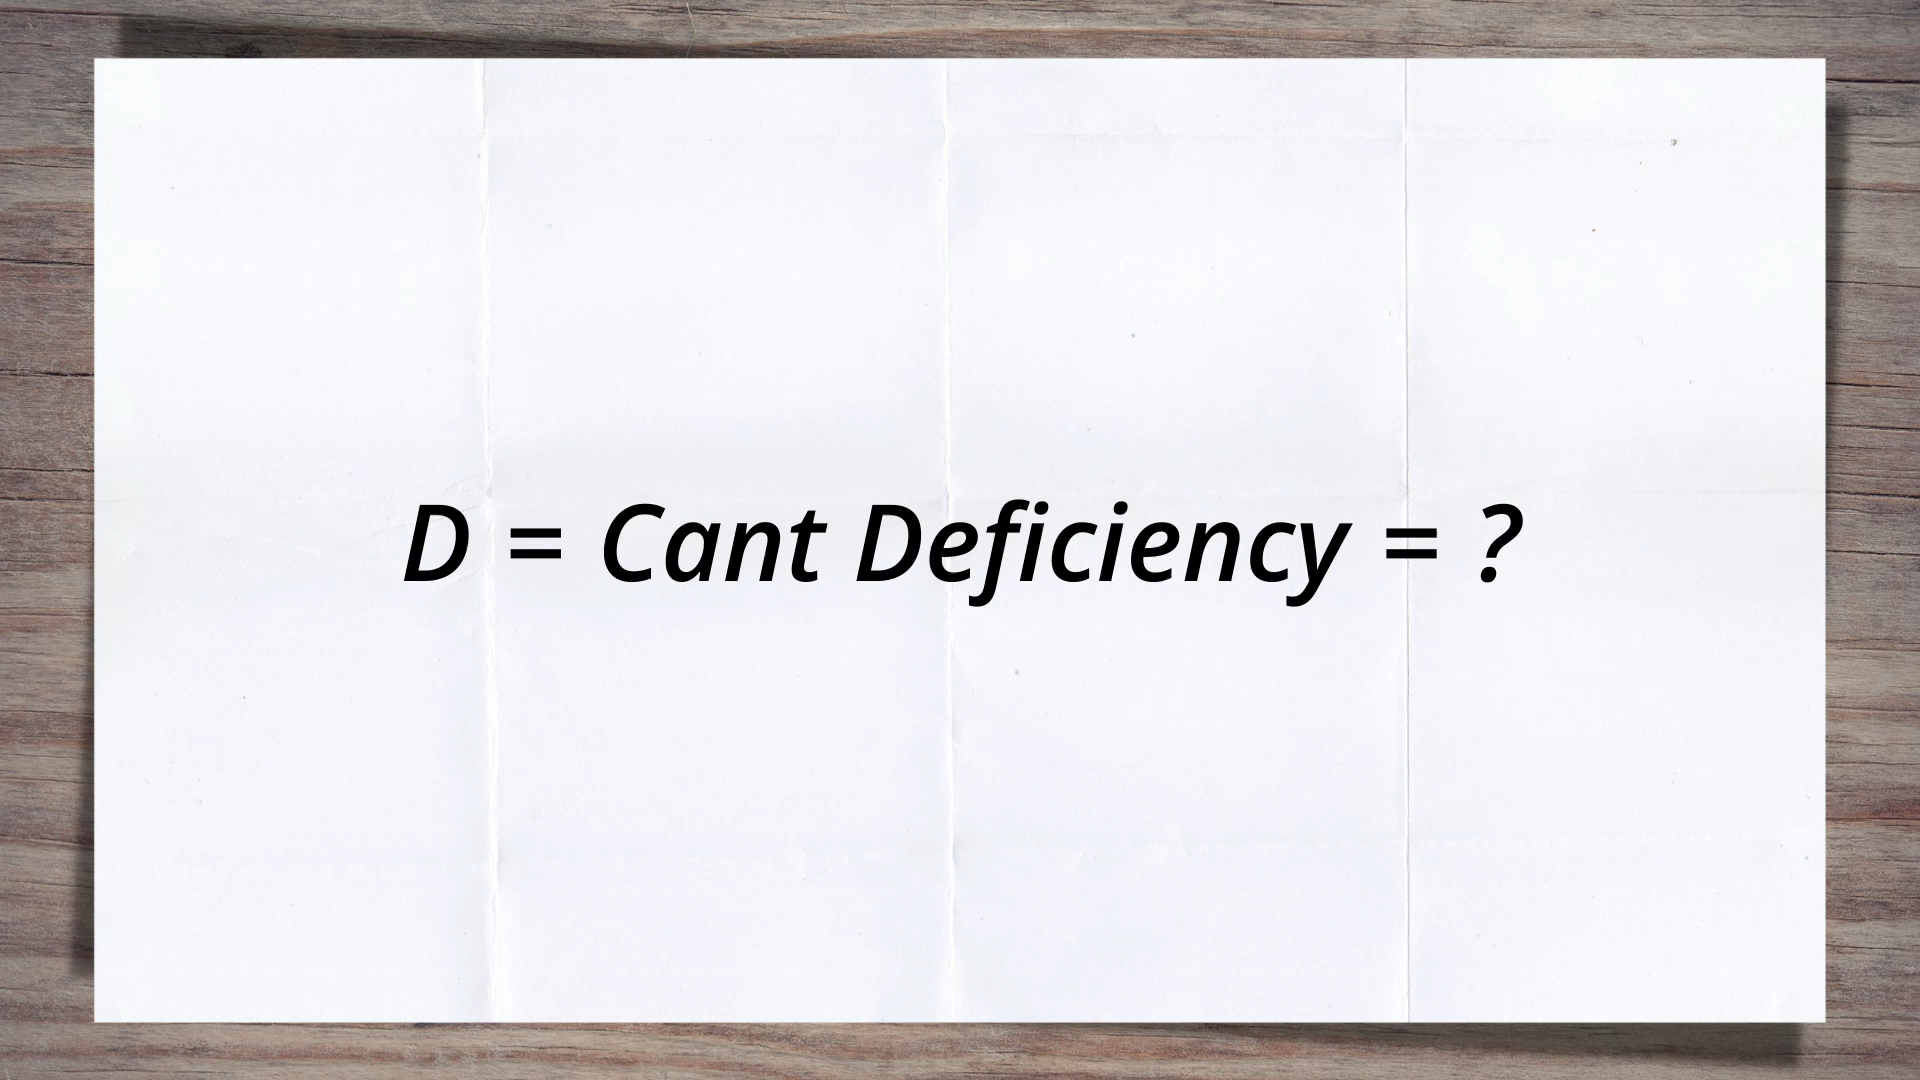 D = Cant Deficiency = ?